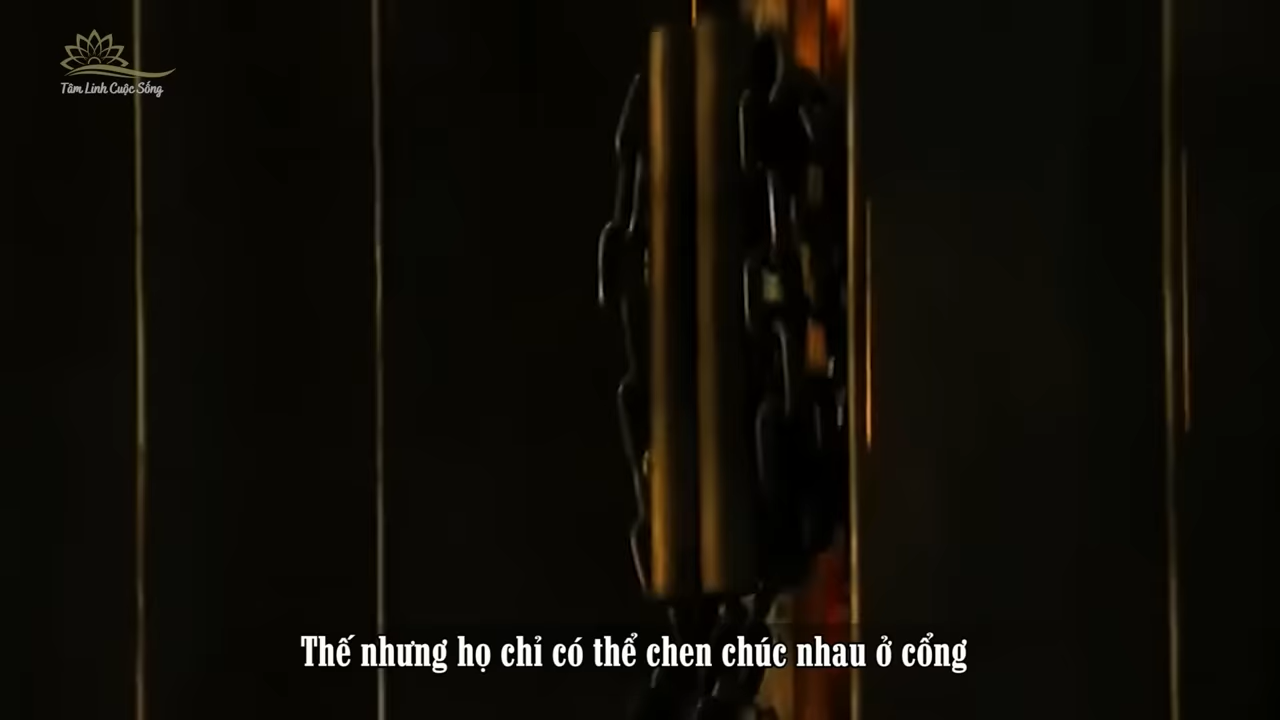 Tâm Linh Cuộc Sống
Thế nhưng họ chỉ có thể chen chúc nhau ở cổng